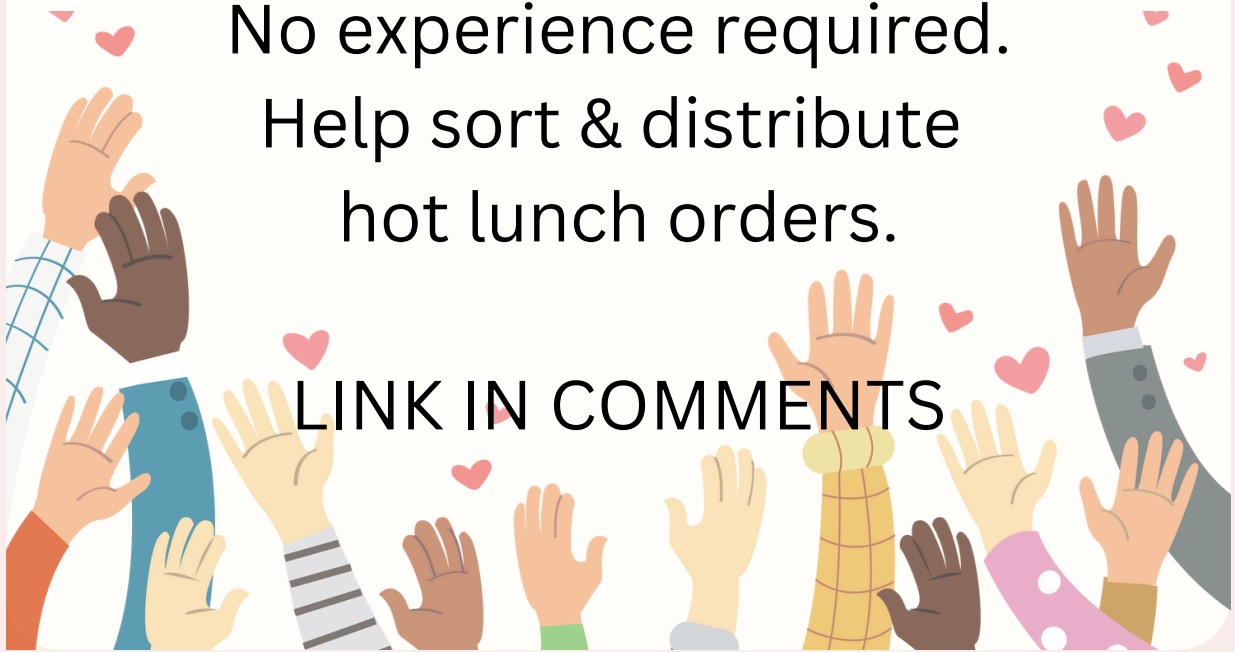 No experience required.
Help sort & distribute
hot lunch orders.
LINK IN COMMENTS